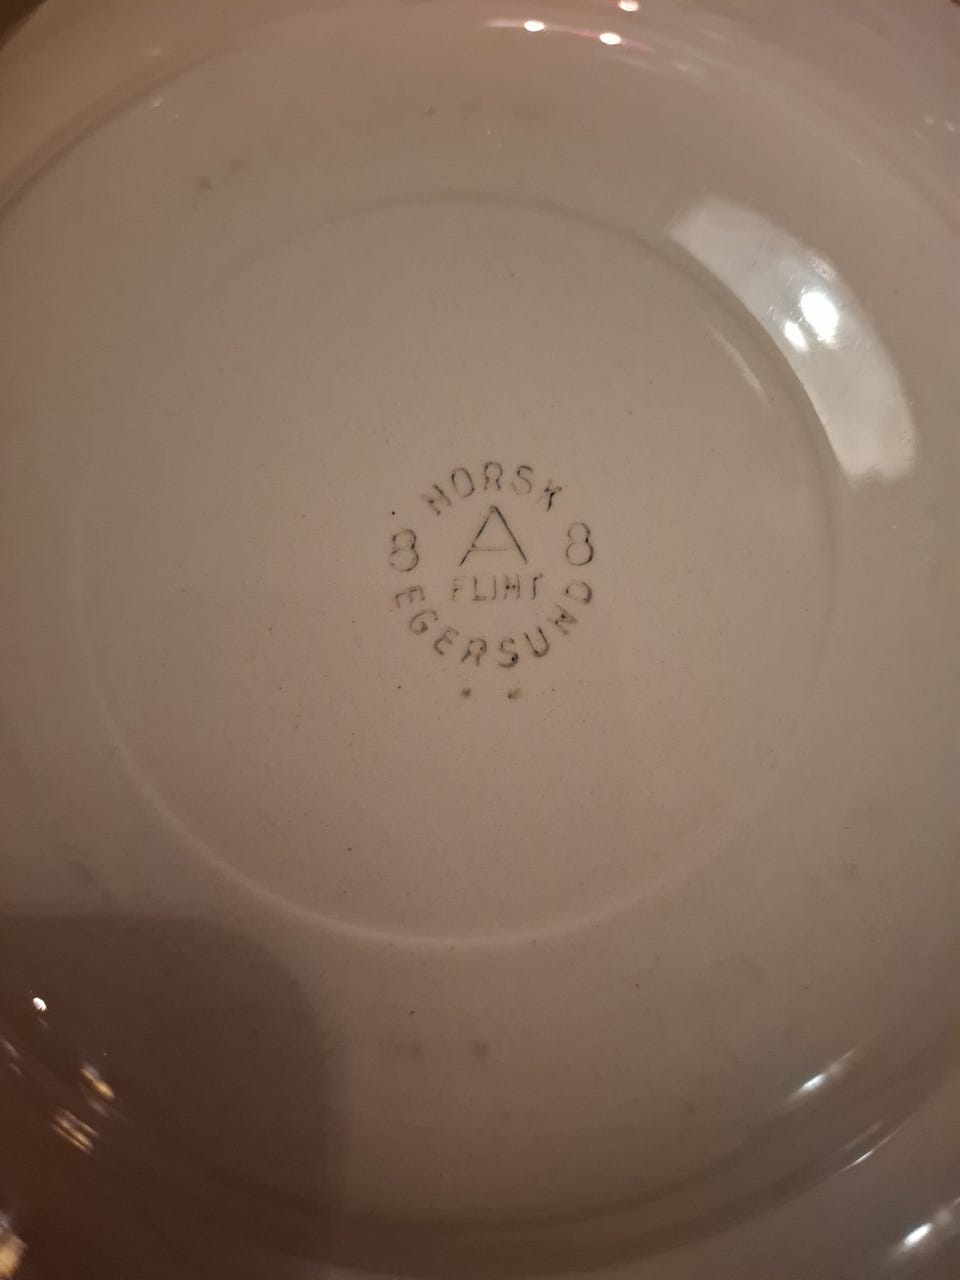 NORSK
8 A 8
FLINT
EGERSUND